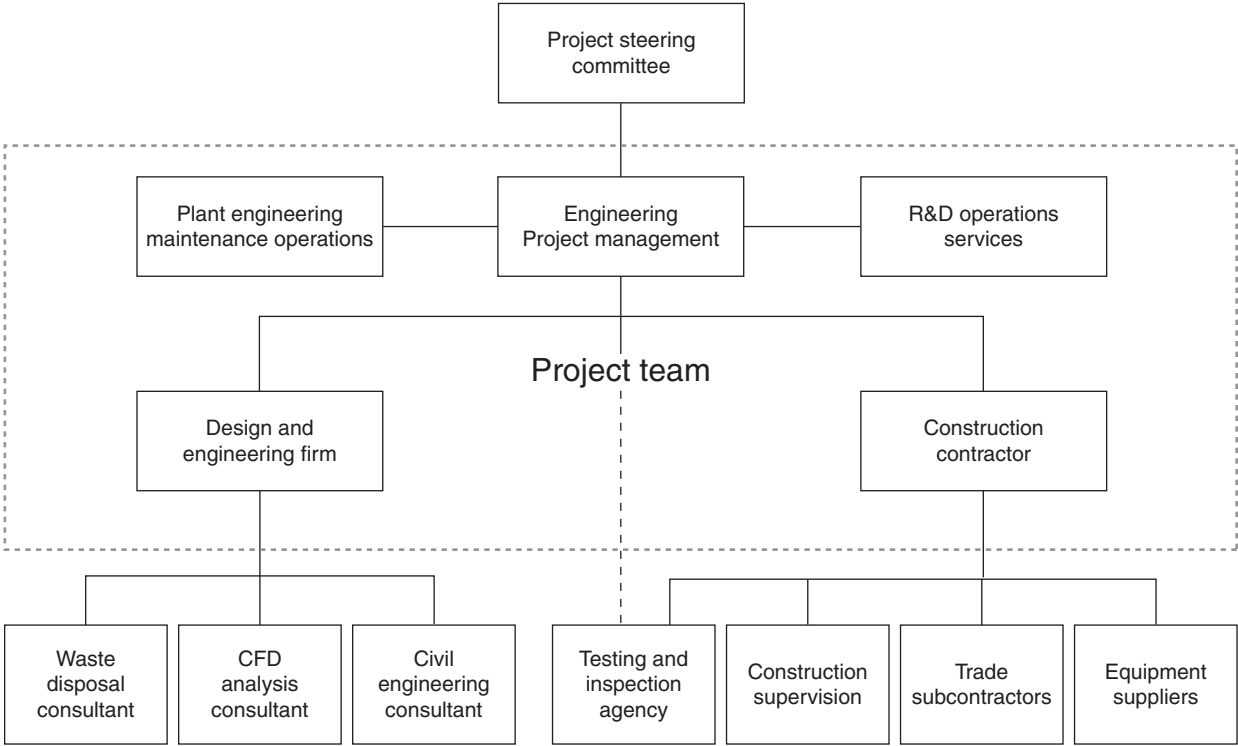 Project steering
committee
Plant engineering
maintenance operations
Engineering
Project management
R&D operations
services
Project team
Design and
engineering firm
Construction
contractor
Waste
disposal
consultant
CFD
analysis
consultant
Civil
engineering
consultant
Testing and
inspection
agency
Construction
supervision
Trade
subcontractors
Equipment
suppliers